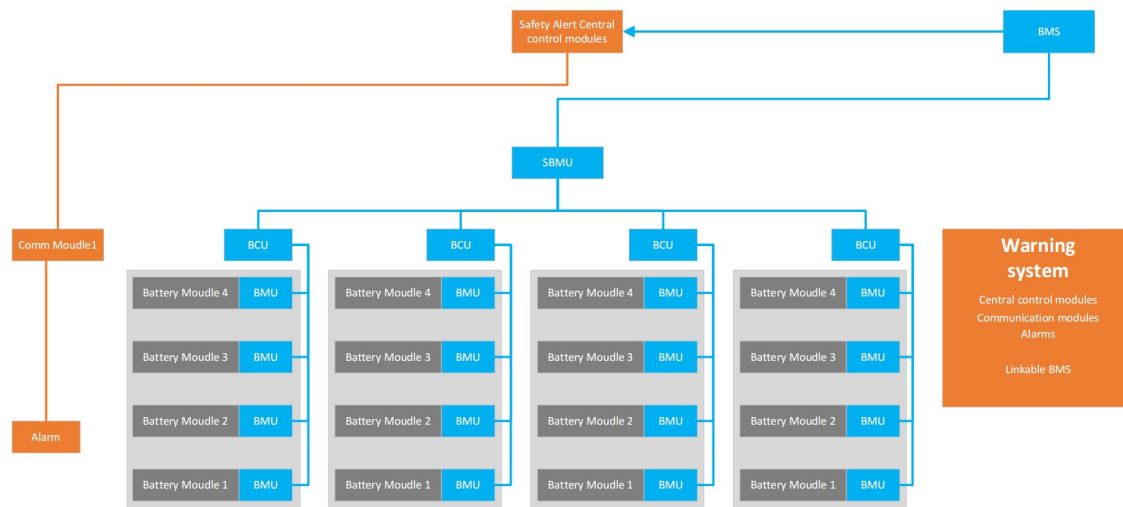 Safety Alert Central
control modules
BMS
SBMU
Comm Moudle1
BCU
BCU
BCU
BCU
Warning
system
Central control modules
Communication modules
Alarms
Linkable BMS
Battery Moudle 4 BMU
Battery Moudle 4 BMU
Battery Moudle 4 BMU
Battery Moudle 4 BMU
Battery Moudle 3 BMU
Battery Moudle 3 BMU
Battery Moudle 3 BMU
Battery Moudle 3 BMU
Alarm
Battery Moudle 2 BMU
Battery Moudle 2 BMU
Battery Moudle 2 BMU
Battery Moudle 2 BMU
Battery Moudle 1 BMU
Battery Moudle 1 BMU
Battery Moudle 1 BMU
Battery Moudle 1 BMU